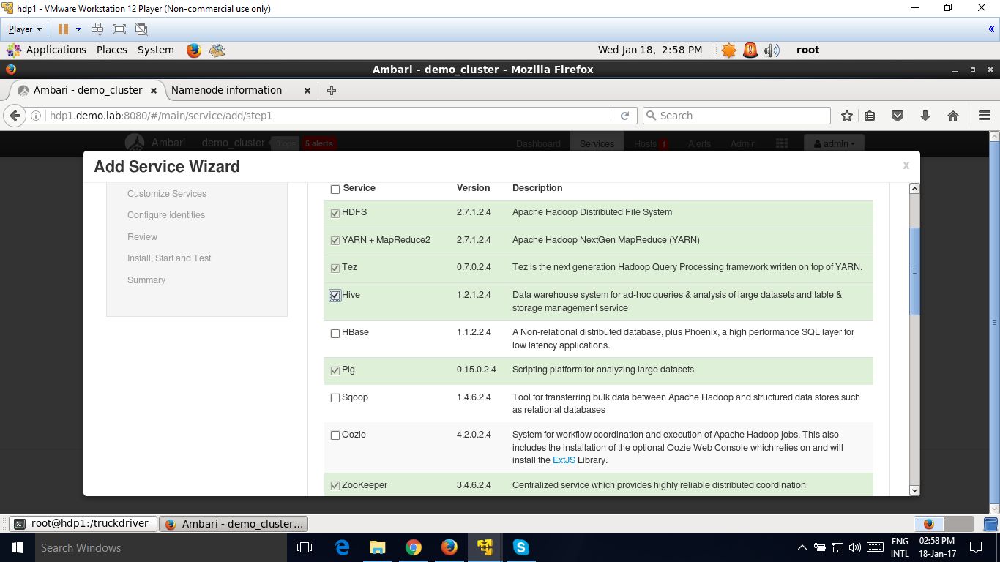 hdp1 - VMware Workstation 12 Player (Non-commercial use only)
Player
Applications Places System Wed Jan 18, 2:58 PM root
Ambari - demo_cluster - Mozilla Firefox
Ambari - demo_cluster × Namenode information ×
hdp1.demo.lab:8080/#/main/service/add/step1 Search
Ambari demo_cluster 0 ops 5 alerts Dashboard Services Hosts 1 Alerts Admin admin
Add Service Wizard x
Customize Services
Configure Identities
Review
Install, Start and Test
Summary
Service Version Description
HDFS 2.7.1.2.4 Apache Hadoop Distributed File System
YARN + MapReduce2 2.7.1.2.4 Apache Hadoop NextGen MapReduce (YARN)
Tez 0.7.0.2.4 Tez is the next generation Hadoop Query Processing framework written on top of YARN.
Hive 1.2.1.2.4 Data warehouse system for ad-hoc queries & analysis of large datasets and table &
storage management service
HBase 1.1.2.2.4 A Non-relational distributed database, plus Phoenix, a high performance SQL layer for
low latency applications.
Pig 0.15.0.2.4 Scripting platform for analyzing large datasets
Sqoop 1.4.6.2.4 Tool for transferring bulk data between Apache Hadoop and structured data stores such
as relational databases
Oozie 4.2.0.2.4 System for workflow coordination and execution of Apache Hadoop jobs. This also
includes the installation of the optional Oozie Web Console which relies on and will
install the ExtJS Library.
ZooKeeper 3.4.6.2.4 Centralized service which provides highly reliable distributed coordination
root@hdp1:/truckdriver Ambari - demo_cluster...
Search Windows ENG 02:58 PM
INTL 18-Jan-17